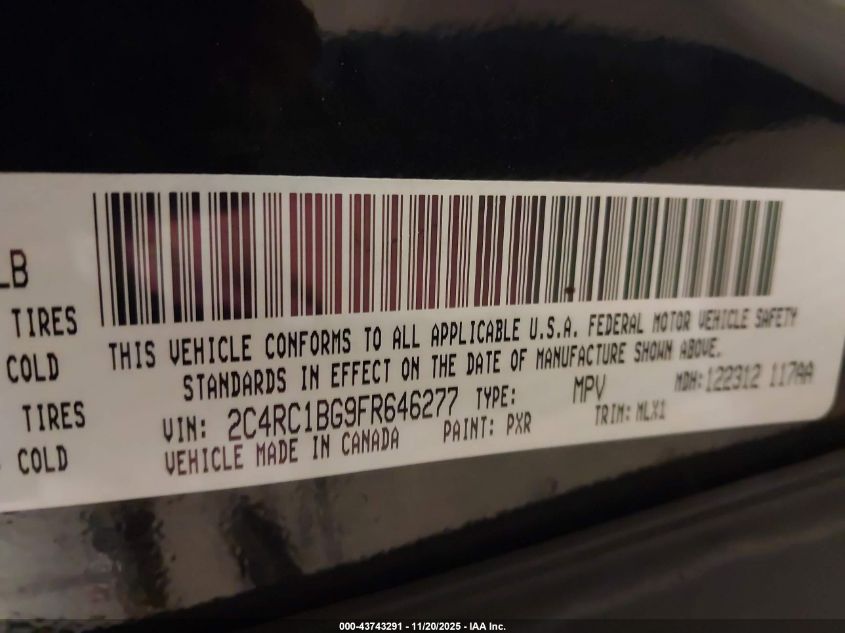 LB
TIRES
COLD
TIRES
COLD
THIS VEHICLE CONFORMS TO ALL APPLICABLE U.S.A. FEDERAL MOTOR VEHICLE SAFETY
STANDARDS IN EFFECT ON THE DATE OF MANUFACTURE SHOWN ABOVE.
VIN: 2C4RC1BG9FR646277 TYPE: MPV MDH: 122312 117AA
VEHICLE MADE IN CANADA PAINT: PXR TRIM: MLX1
000-43743291 - 11/20/2025 - IAA Inc.